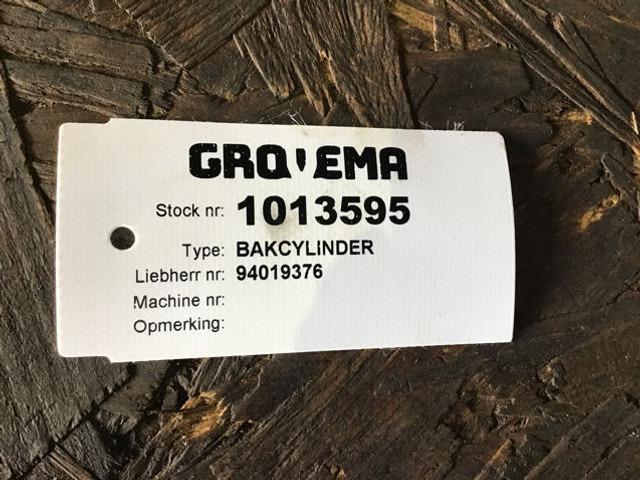 GROVEMA
Stock nr: 1013595
Type: BAKCYLINDER
Liebherr nr: 94019376
Machine nr:
Opmerking: